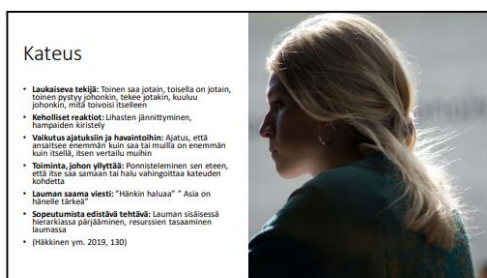 Kateus
• Laukaiseva tekijä: Toinen saa jotain, toisella on jotain,
toinen pystyy johonkin, tekee jotakin, kuuluu
johonkin, mitä toivoisi itselleen
• Keholliset reaktiot: Lihasten jännittyminen,
hampaiden kiristely
• Vaikutus ajatuksiin ja havaintoihin: Ajatus, että
ansaitsee enemmän kuin saa tai muilla on enemmän
kuin itsellä, itsen vertailu muihin
• Toiminta, johon yllyttää: Ponnisteleminen sen eteen,
että itse saa samaan tai halu vahingoittaa kateuden
kohdetta
• Lauman saama viesti: ”Hänkin haluaa” ” Asia on
hänelle tärkeä”
• Sopeutumista edistävä tehtävä: Lauman sisäisessä
hierarkiassa pärjääminen, resurssien tasaaminen
laumassa
• (Häkkinen ym. 2019, 130)